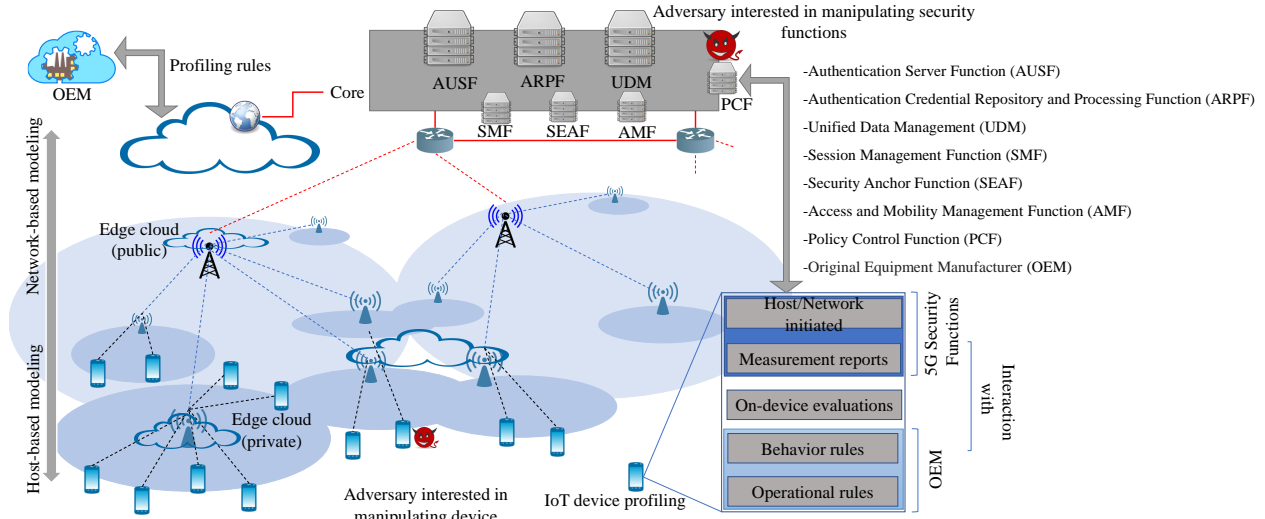 Adversary interested in manipulating security
functions
OEM
Profiling rules
Core
AUSF
ARPF
UDM
PCF
SMF
SEAF
AMF
-Authentication Server Function (AUSF)
-Authentication Credential Repository and Processing Function (ARPF)
-Unified Data Management (UDM)
-Session Management Function (SMF)
-Security Anchor Function (SEAF)
-Access and Mobility Management Function (AMF)
-Policy Control Function (PCF)
-Original Equipment Manufacturer (OEM)
Network-based modeling
Host-based modeling
Edge cloud
(public)
Edge cloud
(private)
Adversary interested in
manipulating device
IoT device profiling
Host/Network
initiated
Measurement reports
On-device evaluations
Behavior rules
Operational rules
5G Security
Functions
OEM
Interaction
with